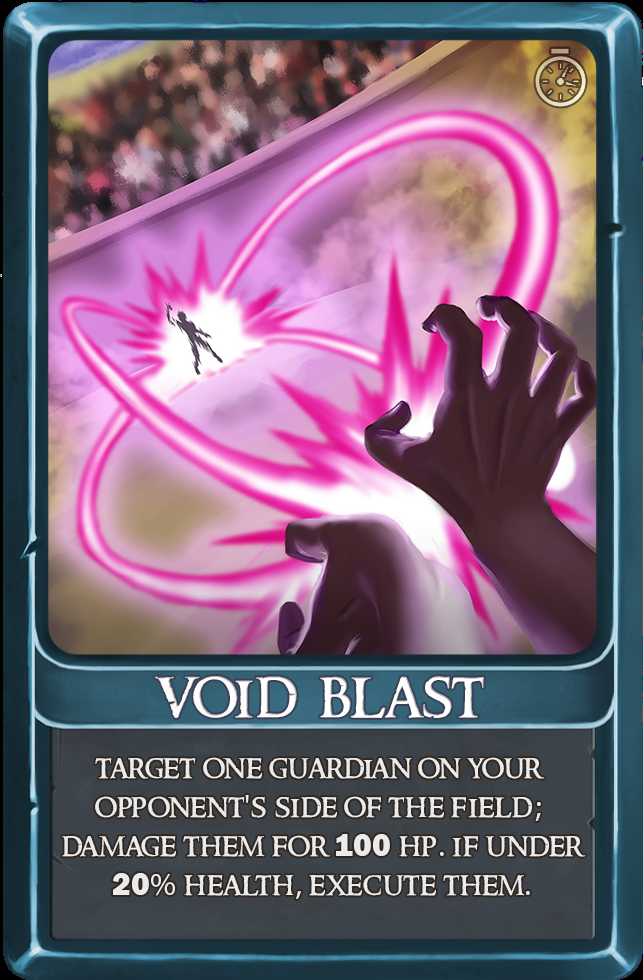 VOID BLAST
TARGET ONE GUARDIAN ON YOUR
OPPONENT'S SIDE OF THE FIELD;
DAMAGE THEM FOR 100 HP. IF UNDER
20% HEALTH, EXECUTE THEM.